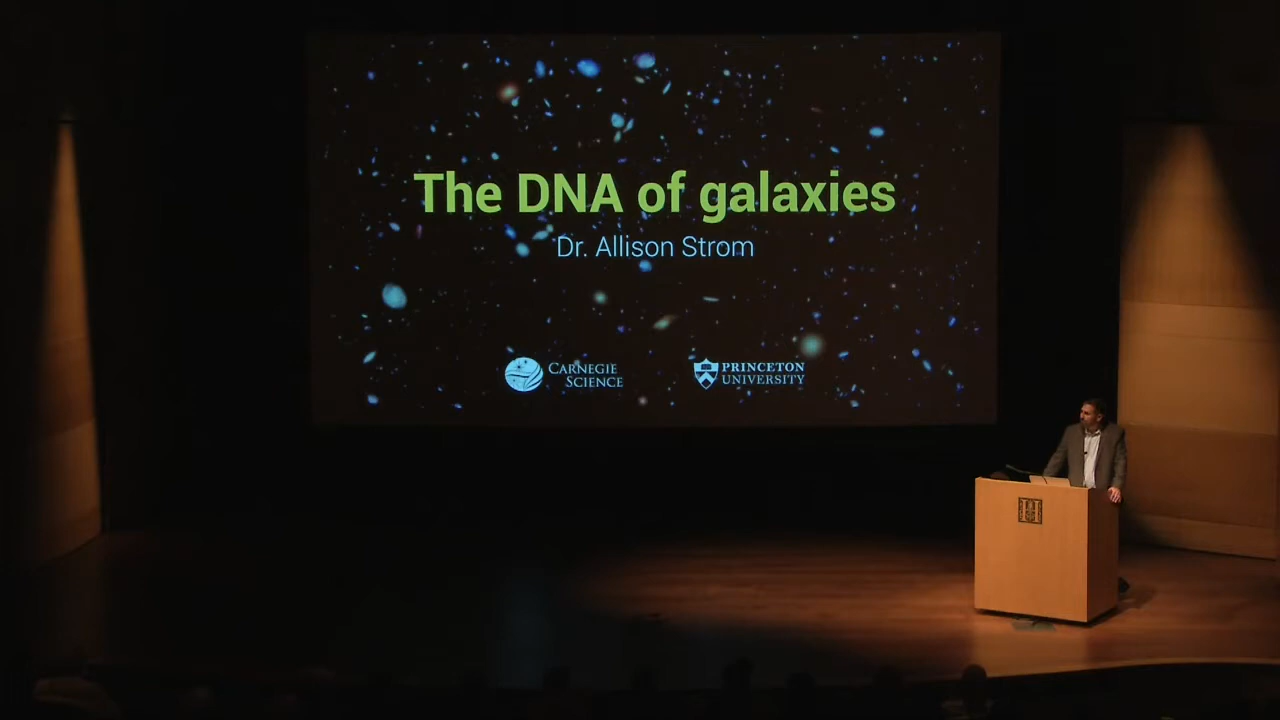 The DNA of galaxies
Dr. Allison Strom
CARNEGIE
SCIENCE
PRINCETON
UNIVERSITY